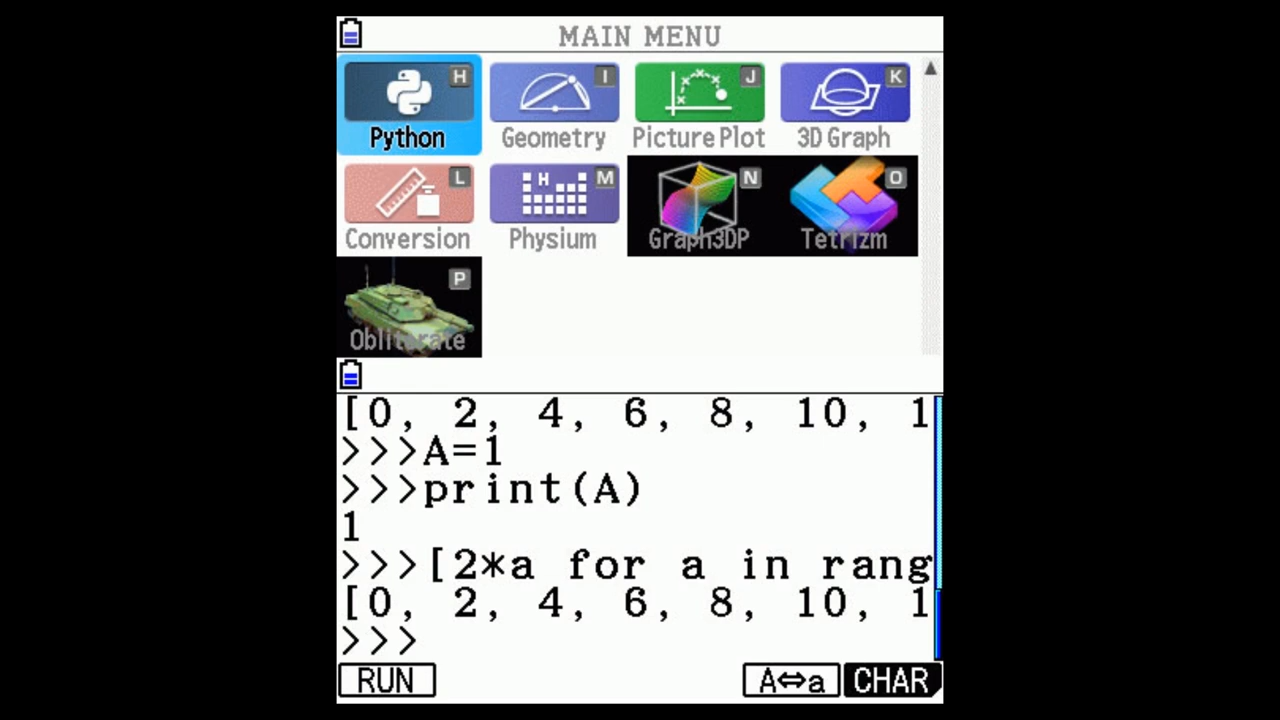 MAIN MENU
H I J K
Python Geometry Picture Plot 3D Graph
L H M N O
Conversion Physium Graph3DP Tetrizm
P
Obliterate
[0, 2, 4, 6, 8, 10, 1
>>>A=1
>>>print(A)
1
>>>[2*a for a in rang
[0, 2, 4, 6, 8, 10, 1
>>>
RUN A⇔a CHAR